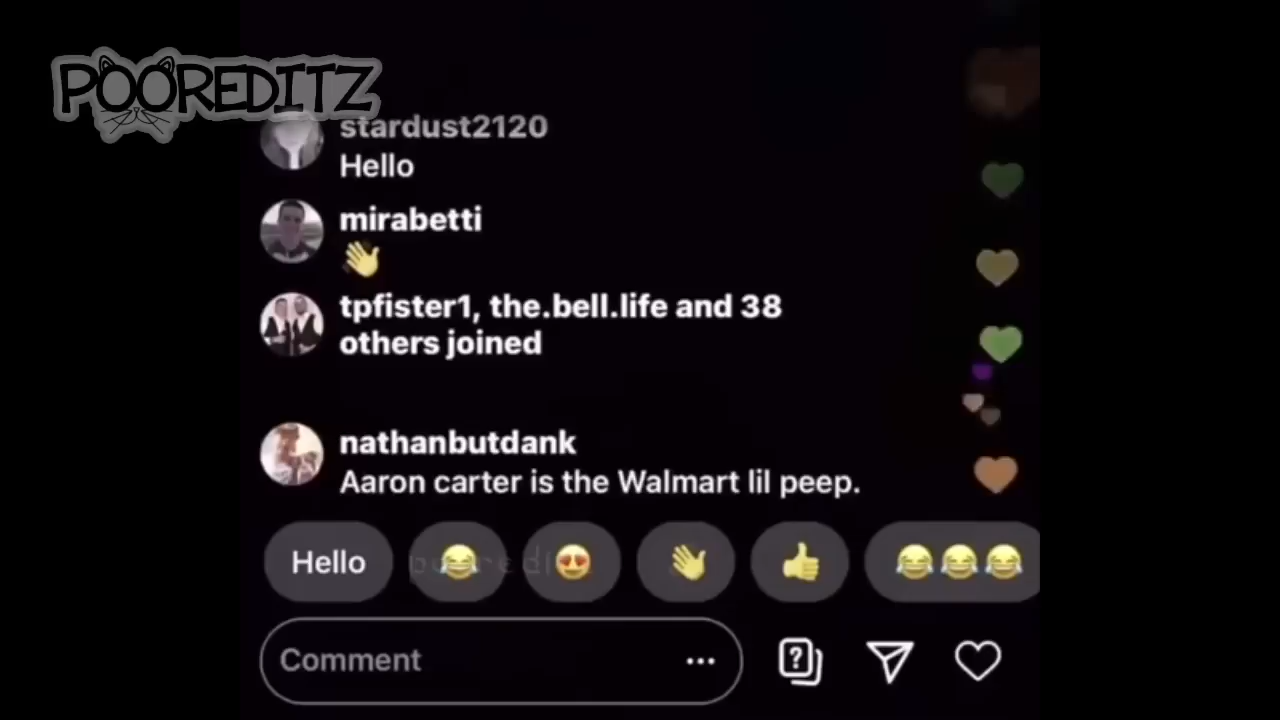 POOREDITZ
stardust2120
Hello
mirabetti
👋
tpfister1, the.bell.life and 38
others joined
nathanbutdank
Aaron carter is the Walmart lil peep.
Hello 😂 😍 👋 👍 😂😂😂
Comment